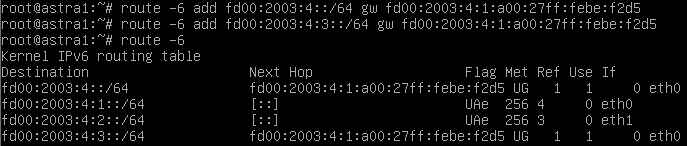 root@astra1:~# route -6 add fd00:2003:4::/64 gw fd00:2003:4:1:a00:27ff:febe:f2d5
root@astra1:~# route -6 add fd00:2003:4:3::/64 gw fd00:2003:4:1:a00:27ff:febe:f2d5
root@astra1:~# route -6
Kernel IPv6 routing table
Destination Next Hop Flag Met Ref Use If
fd00:2003:4::/64 fd00:2003:4:1:a00:27ff:febe:f2d5 UG 1 1 0 eth0
fd00:2003:4:1::/64 [::] UAe 256 4 0 eth0
fd00:2003:4:2::/64 [::] UAe 256 3 0 eth1
fd00:2003:4:3::/64 fd00:2003:4:1:a00:27ff:febe:f2d5 UG 1 1 0 eth0